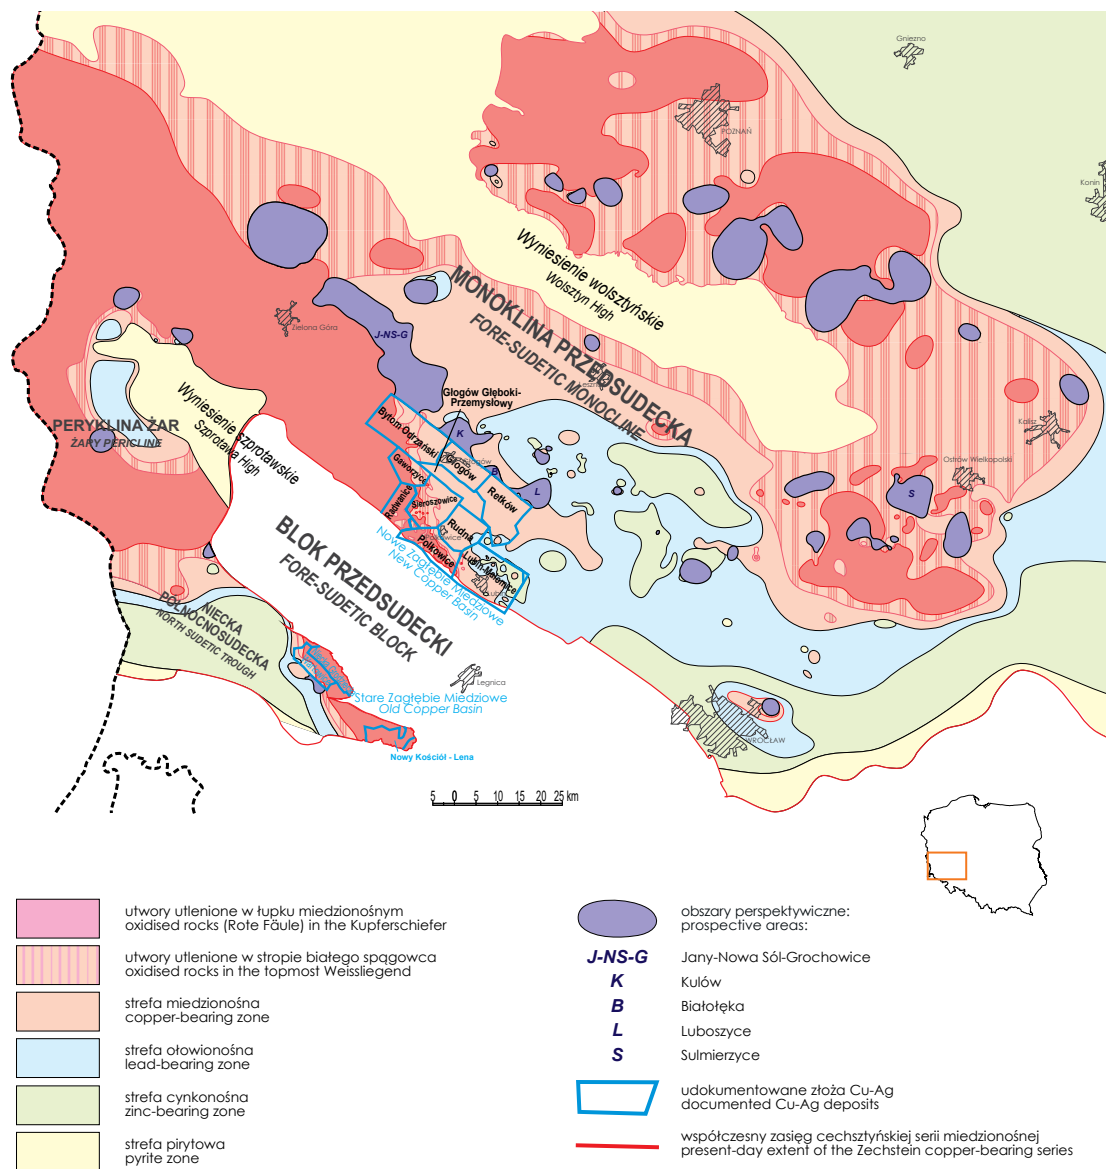 Gniezno
POZNAŃ
Konin
Wyniesienie wolsztyńskie
Wolsztyn High
MONOKLINA PRZEDSUDECKA
FORE-SUDETIC MONOCLINE
Zielona Góra
J-NS-G
Głogów Głęboki-
Przemysłowy
Kalisz
PERYKLINA ŻAR
ŻARY PERICLINE
Wyniesienie szprotawskie
Szprotawa High
Bytom Odrzański
K
Głogów
Głogów
B
L
Retków
Ostrów Wielkopolski
S
Gaworzyce
Radwanice
Sieroszowice
Rudna
Polkowice
Lubin-Małomice
Nowe Zagłębie Miedziowe
New Copper Basin
BLOK PRZEDSUDECKI
FORE-SUDETIC BLOCK
NIECKA
PÓŁNOCNOSUDECKA
NORTH SUDETIC TROUGH
Legnica
Stare Zagłębie Miedziowe
Old Copper Basin
WROCŁAW
Nowy Kościół - Lena
5 0 5 10 15 20 25 km
utwory utlenione w łupku miedzionośnym
oxidised rocks (Rote Fäule) in the Kupferschiefer
utwory utlenione w stropie białego spągowca
oxidised rocks in the topmost Weissliegend
strefa miedzionośna
copper-bearing zone
strefa ołowionośna
lead-bearing zone
strefa cynkonośna
zinc-bearing zone
strefa pirytowa
pyrite zone
obszary perspektywiczne:
prospective areas:
J-NS-G Jany-Nowa Sól-Grochowice
K Kulów
B Białołęka
L Luboszyce
S Sulmierzyce
udokumentowane złoża Cu-Ag
documented Cu-Ag deposits
współczesny zasięg cechsztyńskiej serii miedzionośnej
present-day extent of the Zechstein copper-bearing series